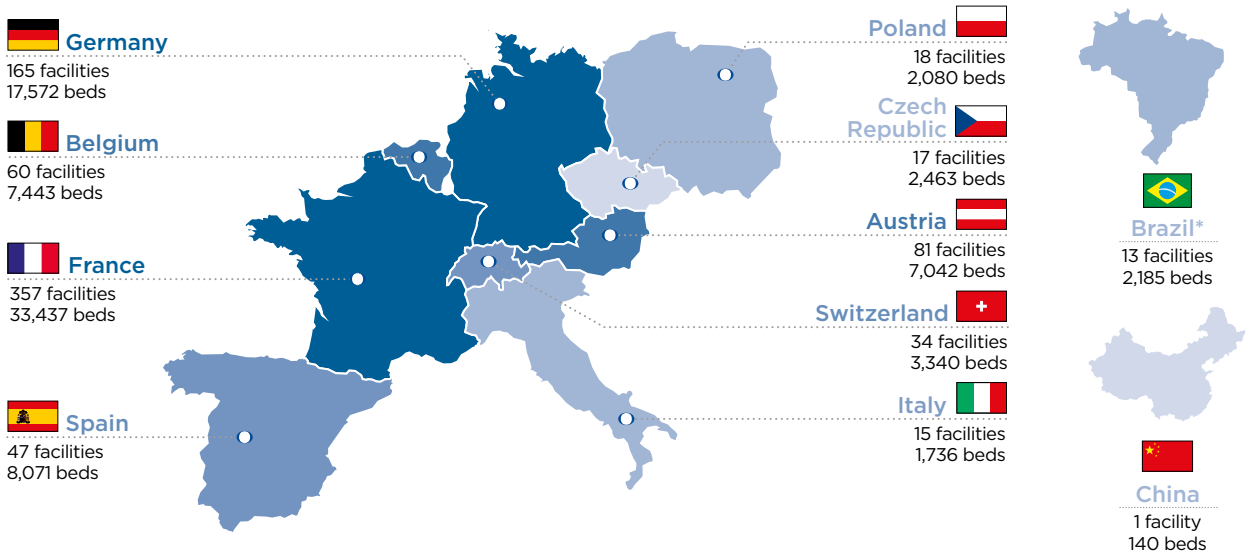 Germany
165 facilities
17,572 beds
Belgium
60 facilities
7,443 beds
France
357 facilities
33,437 beds
Spain
47 facilities
8,071 beds
Poland
18 facilities
2,080 beds
Czech
Republic
17 facilities
2,463 beds
Austria
81 facilities
7,042 beds
Switzerland
34 facilities
3,340 beds
Italy
15 facilities
1,736 beds
Brazil*
13 facilities
2,185 beds
China
1 facility
140 beds